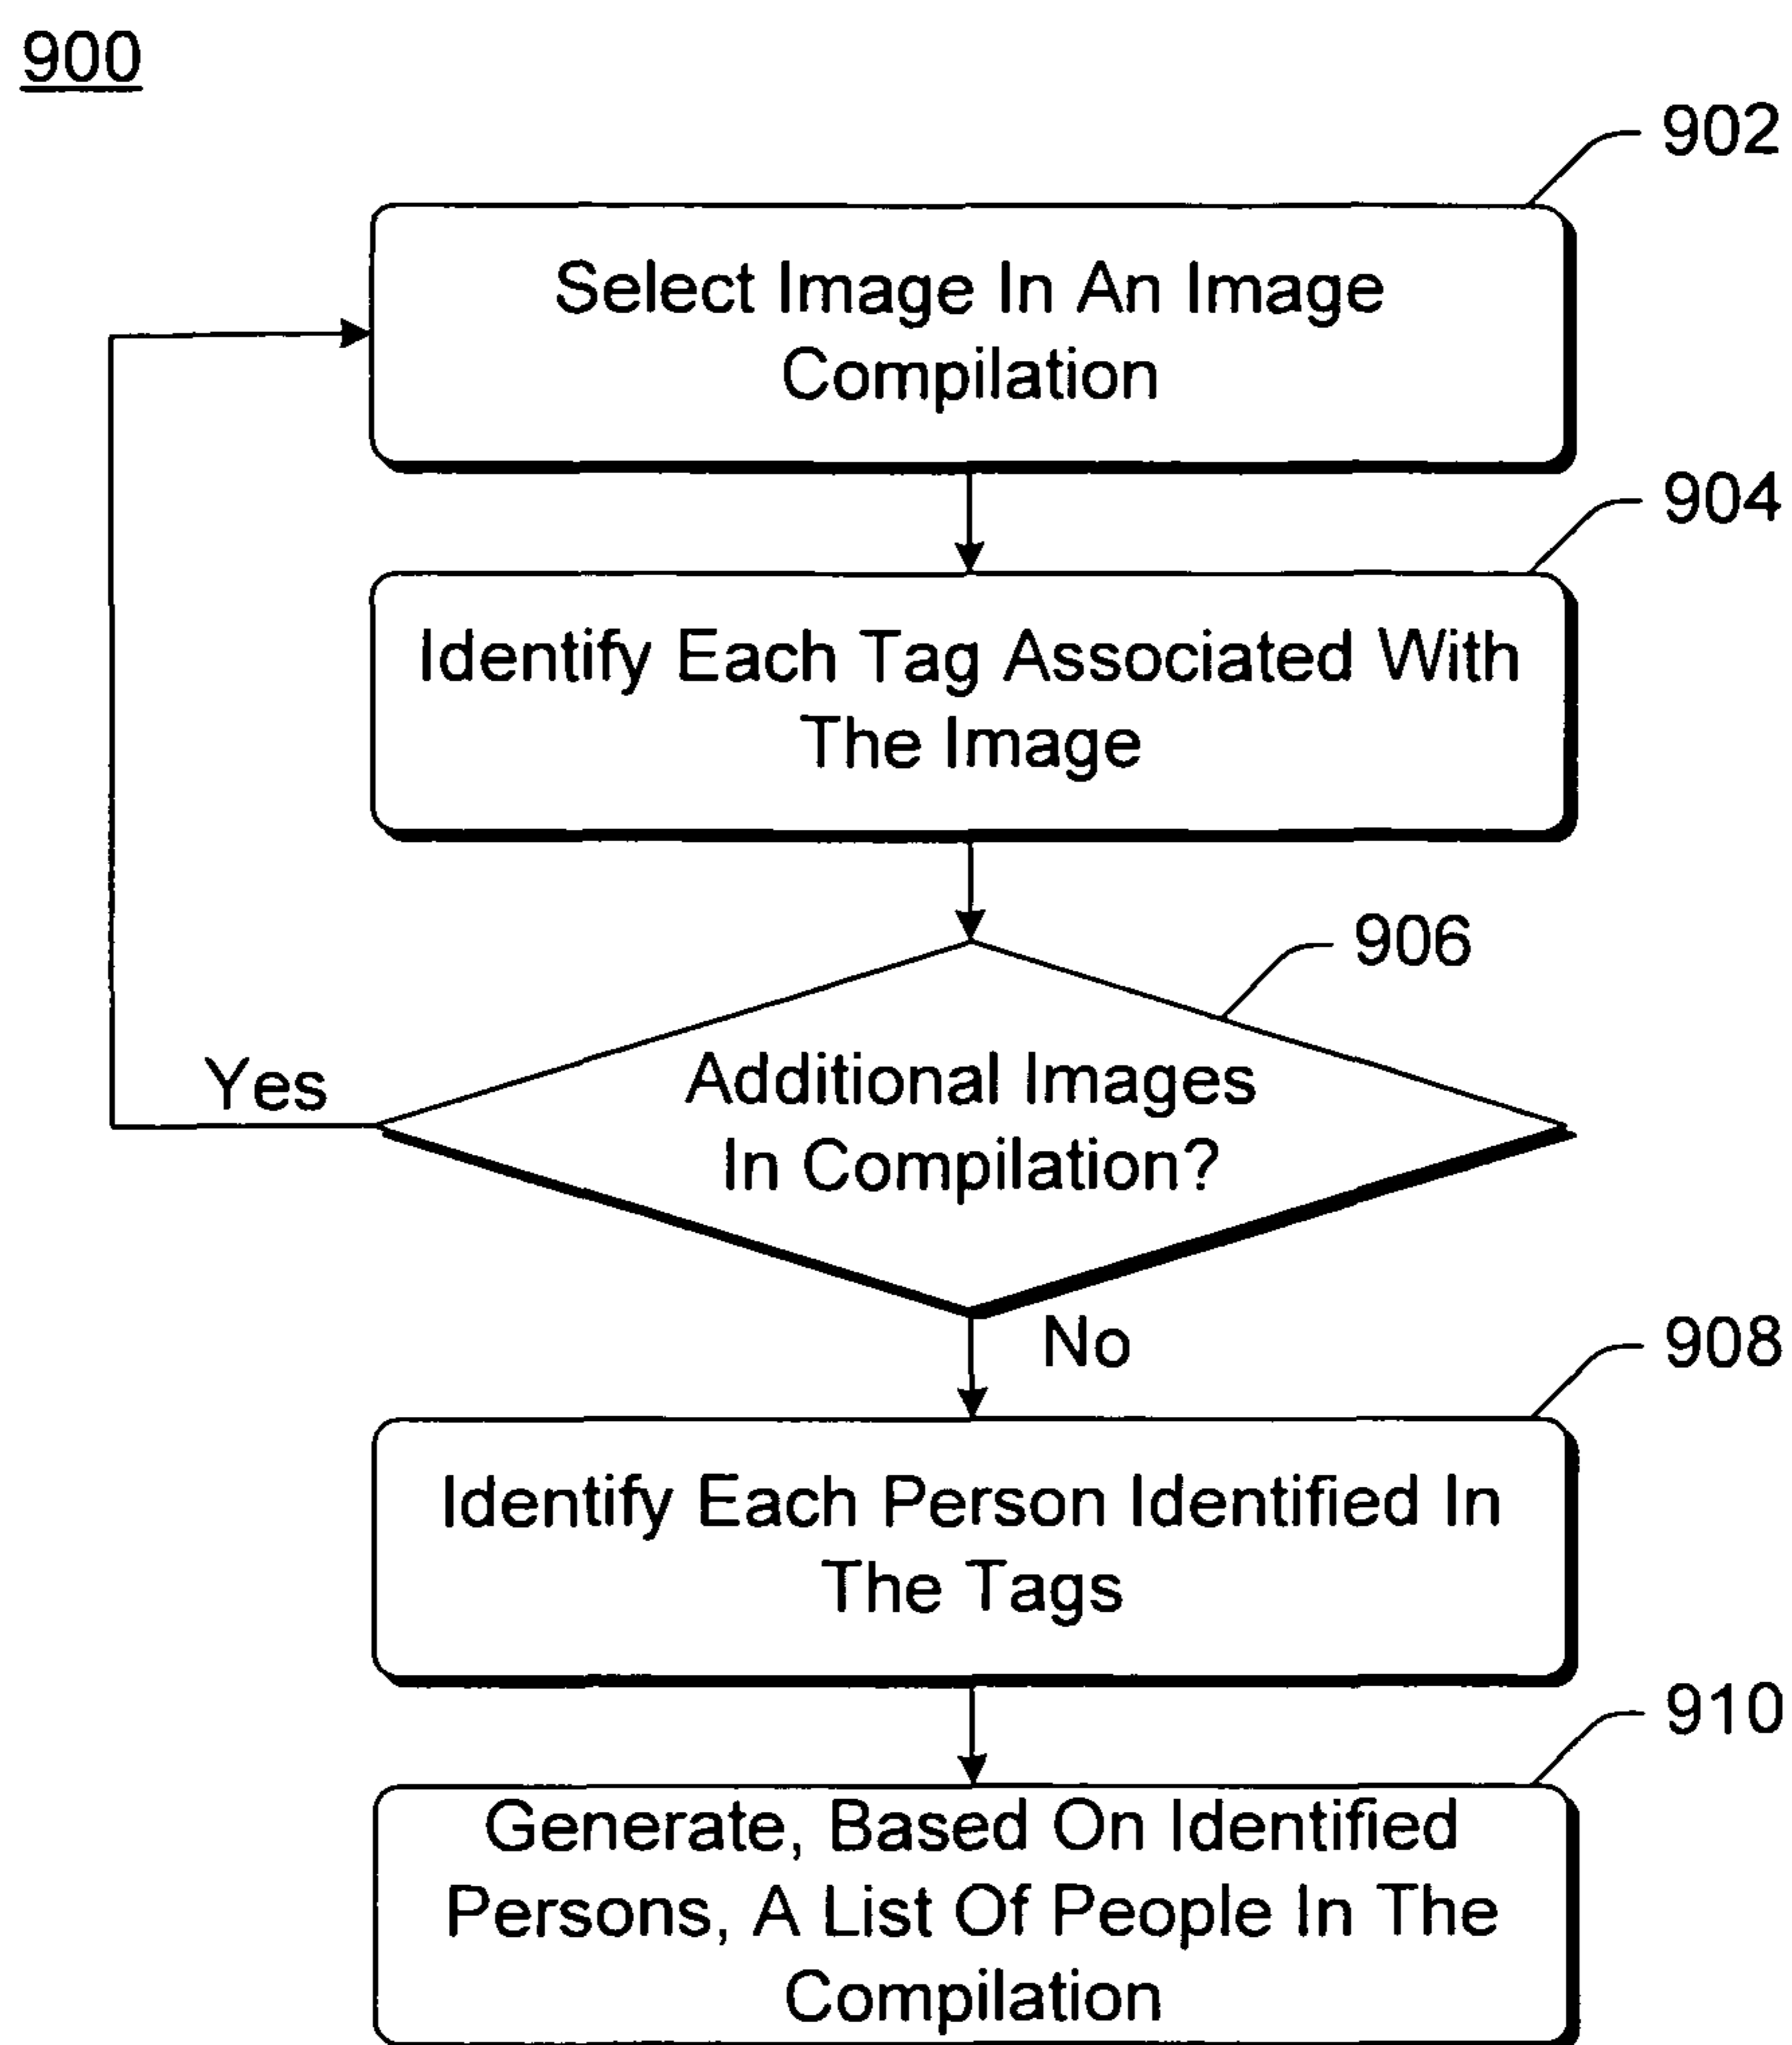 900
902
Select Image In An Image
Compilation
904
Identify Each Tag Associated With
The Image
906
Additional Images
In Compilation?
Yes
No
908
Identify Each Person Identified In
The Tags
910
Generate, Based On Identified
Persons, A List Of People In The
Compilation